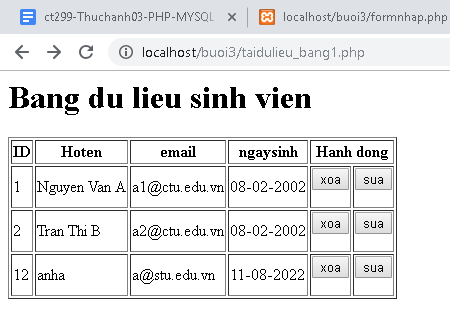 ct299-Thuchanh03-PHP-MYSQL
localhost/buoi3/formnhap.php
localhost/buoi3/taidulieu_bang1.php
Bang du lieu sinh vien
ID Hoten email ngaysinh Hanh dong
1 Nguyen Van A a1@ctu.edu.vn 08-02-2002 xoa sua
2 Tran Thi B a2@ctu.edu.vn 08-02-2002 xoa sua
12 anha a@stu.edu.vn 11-08-2022 xoa sua